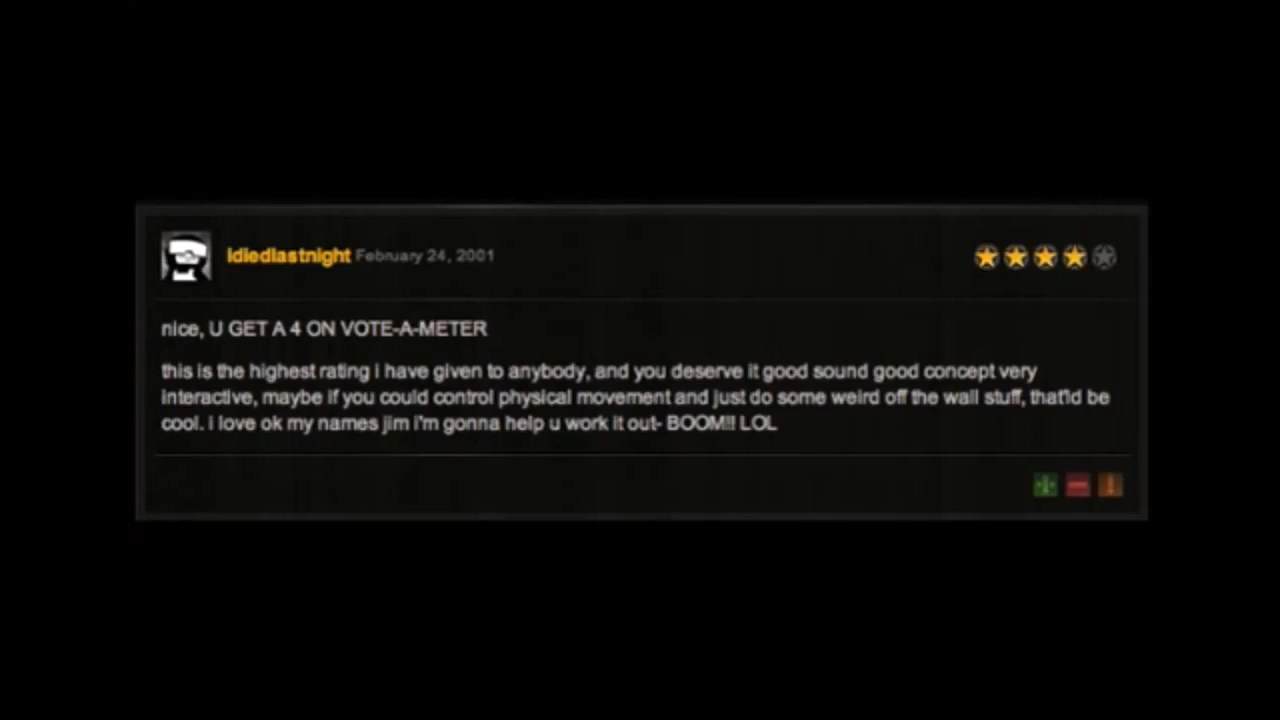 Idiedlastnight February 24, 2001
nice, U GET A 4 ON VOTE-A-METER
this is the highest rating i have given to anybody, and you deserve it good sound good concept very
interactive, maybe if you could control physical movement and just do some weird off the wall stuff, that'ld be
cool. i love ok my names jim i'm gonna help u work it out- BOOM!! LOL